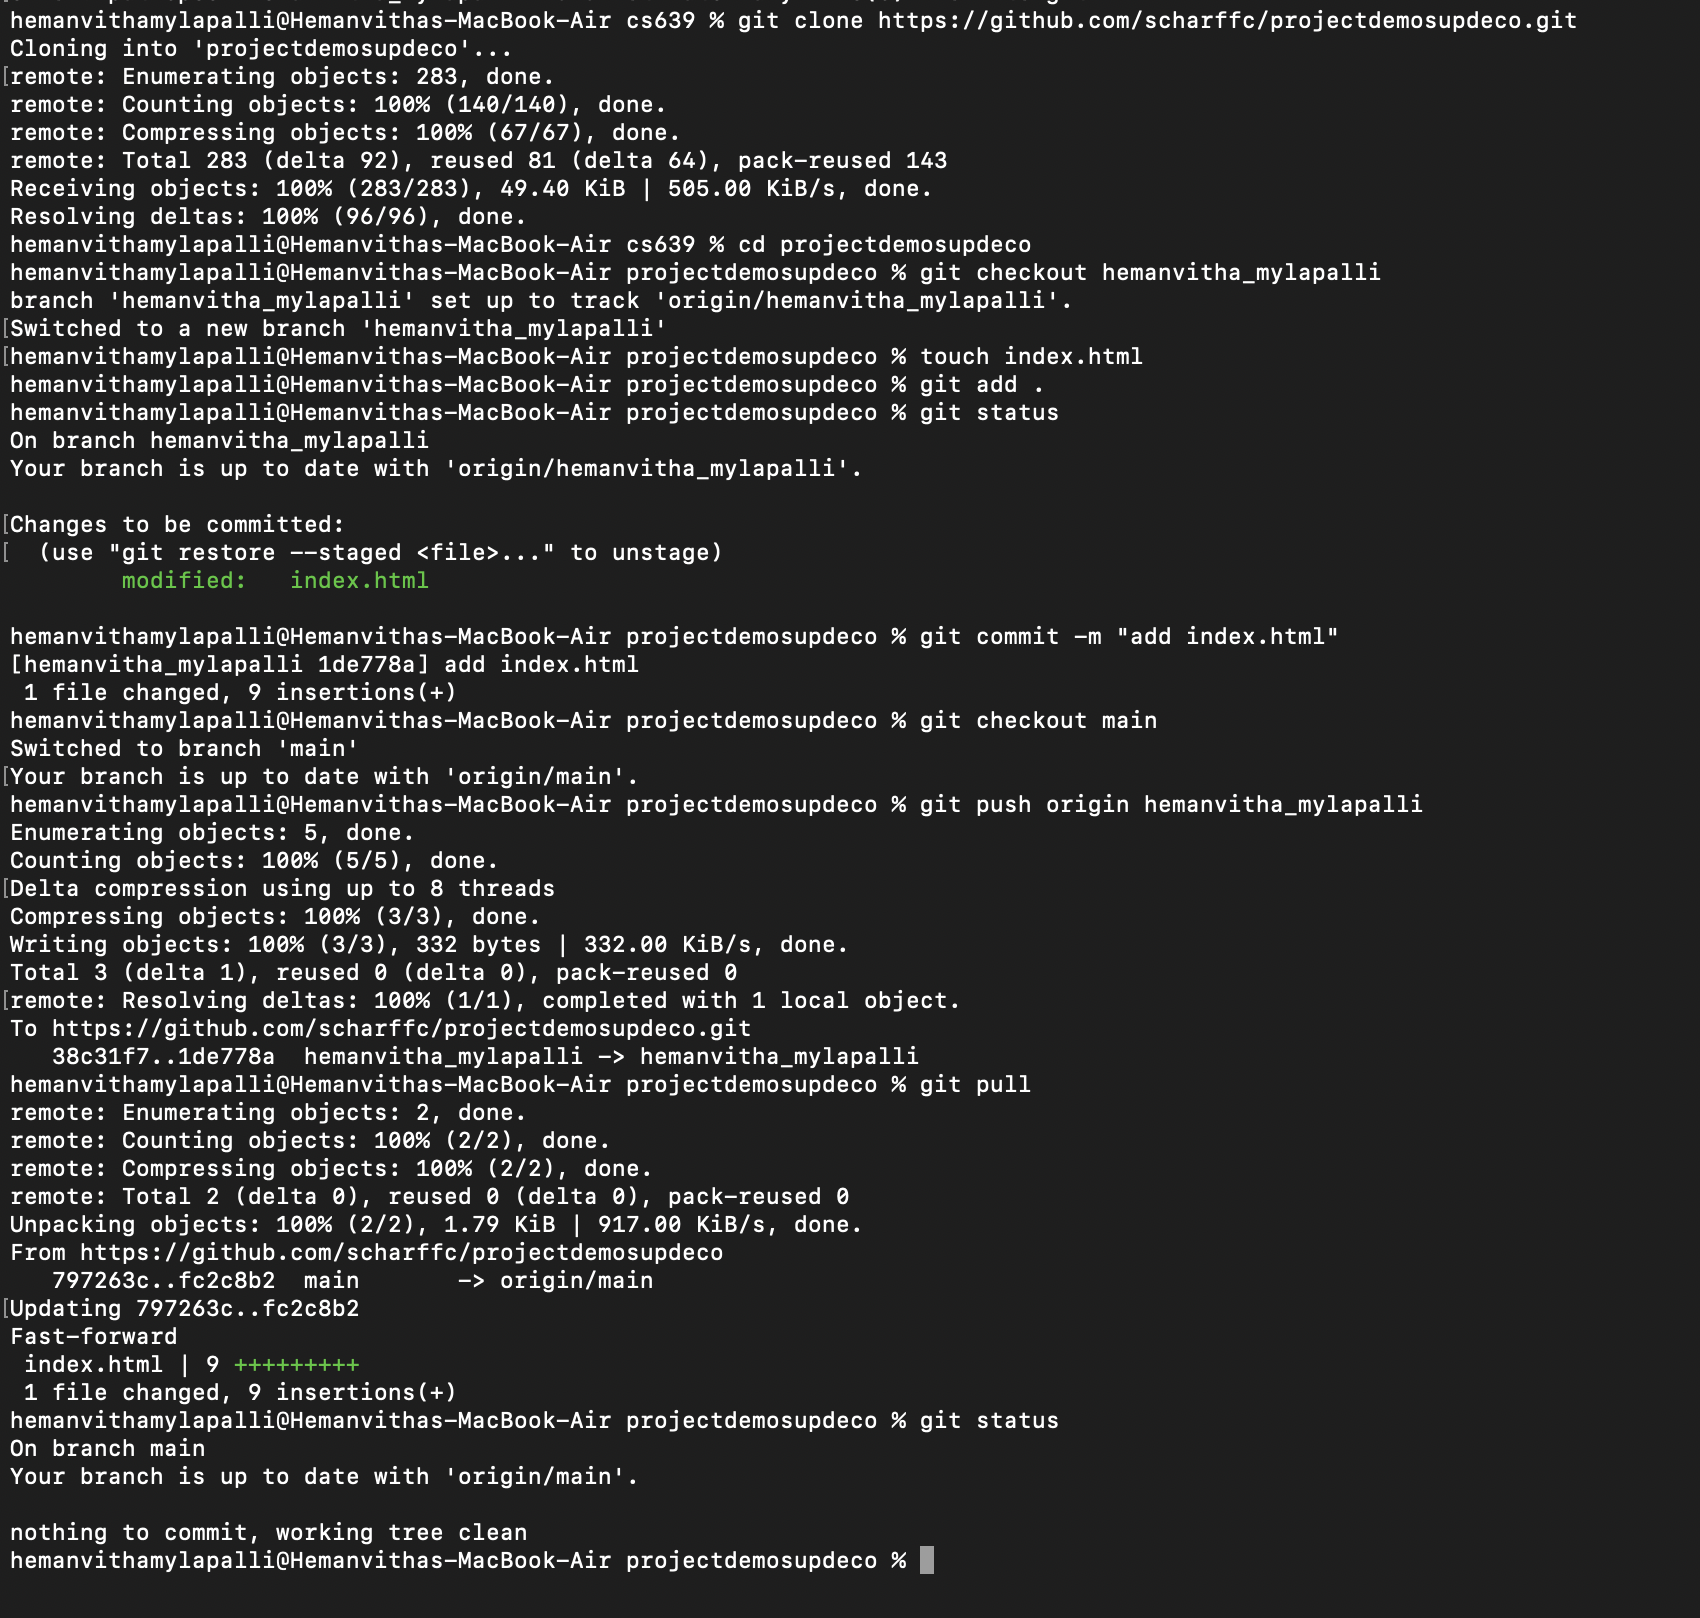 hemanvithamylapalli@Hemanvithas-MacBook-Air cs639 % git clone https://github.com/scharffc/projectdemosupdeco.git
Cloning into 'projectdemosupdeco'...
[remote: Enumerating objects: 283, done.
remote: Counting objects: 100% (140/140), done.
remote: Compressing objects: 100% (67/67), done.
remote: Total 283 (delta 92), reused 81 (delta 64), pack-reused 143
Receiving objects: 100% (283/283), 49.40 KiB | 505.00 KiB/s, done.
Resolving deltas: 100% (96/96), done.
hemanvithamylapalli@Hemanvithas-MacBook-Air cs639 % cd projectdemosupdeco
hemanvithamylapalli@Hemanvithas-MacBook-Air projectdemosupdeco % git checkout hemanvitha_mylapalli
branch 'hemanvitha_mylapalli' set up to track 'origin/hemanvitha_mylapalli'.
[Switched to a new branch 'hemanvitha_mylapalli'
[hemanvithamylapalli@Hemanvithas-MacBook-Air projectdemosupdeco % touch index.html
hemanvithamylapalli@Hemanvithas-MacBook-Air projectdemosupdeco % git add .
hemanvithamylapalli@Hemanvithas-MacBook-Air projectdemosupdeco % git status
On branch hemanvitha_mylapalli
Your branch is up to date with 'origin/hemanvitha_mylapalli'.

[Changes to be committed:
[  (use "git restore --staged <file>..." to unstage)
        modified:   index.html

hemanvithamylapalli@Hemanvithas-MacBook-Air projectdemosupdeco % git commit -m "add index.html"
[hemanvitha_mylapalli 1de778a] add index.html
 1 file changed, 9 insertions(+)
hemanvithamylapalli@Hemanvithas-MacBook-Air projectdemosupdeco % git checkout main
Switched to branch 'main'
[Your branch is up to date with 'origin/main'.
hemanvithamylapalli@Hemanvithas-MacBook-Air projectdemosupdeco % git push origin hemanvitha_mylapalli
Enumerating objects: 5, done.
Counting objects: 100% (5/5), done.
[Delta compression using up to 8 threads
Compressing objects: 100% (3/3), done.
Writing objects: 100% (3/3), 332 bytes | 332.00 KiB/s, done.
Total 3 (delta 1), reused 0 (delta 0), pack-reused 0
[remote: Resolving deltas: 100% (1/1), completed with 1 local object.
To https://github.com/scharffc/projectdemosupdeco.git
   38c31f7..1de778a  hemanvitha_mylapalli -> hemanvitha_mylapalli
hemanvithamylapalli@Hemanvithas-MacBook-Air projectdemosupdeco % git pull
remote: Enumerating objects: 2, done.
remote: Counting objects: 100% (2/2), done.
remote: Compressing objects: 100% (2/2), done.
remote: Total 2 (delta 0), reused 0 (delta 0), pack-reused 0
Unpacking objects: 100% (2/2), 1.79 KiB | 917.00 KiB/s, done.
From https://github.com/scharffc/projectdemosupdeco
   797263c..fc2c8b2  main       -> origin/main
[Updating 797263c..fc2c8b2
Fast-forward
 index.html | 9 +++++++++
 1 file changed, 9 insertions(+)
hemanvithamylapalli@Hemanvithas-MacBook-Air projectdemosupdeco % git status
On branch main
Your branch is up to date with 'origin/main'.

nothing to commit, working tree clean
hemanvithamylapalli@Hemanvithas-MacBook-Air projectdemosupdeco %